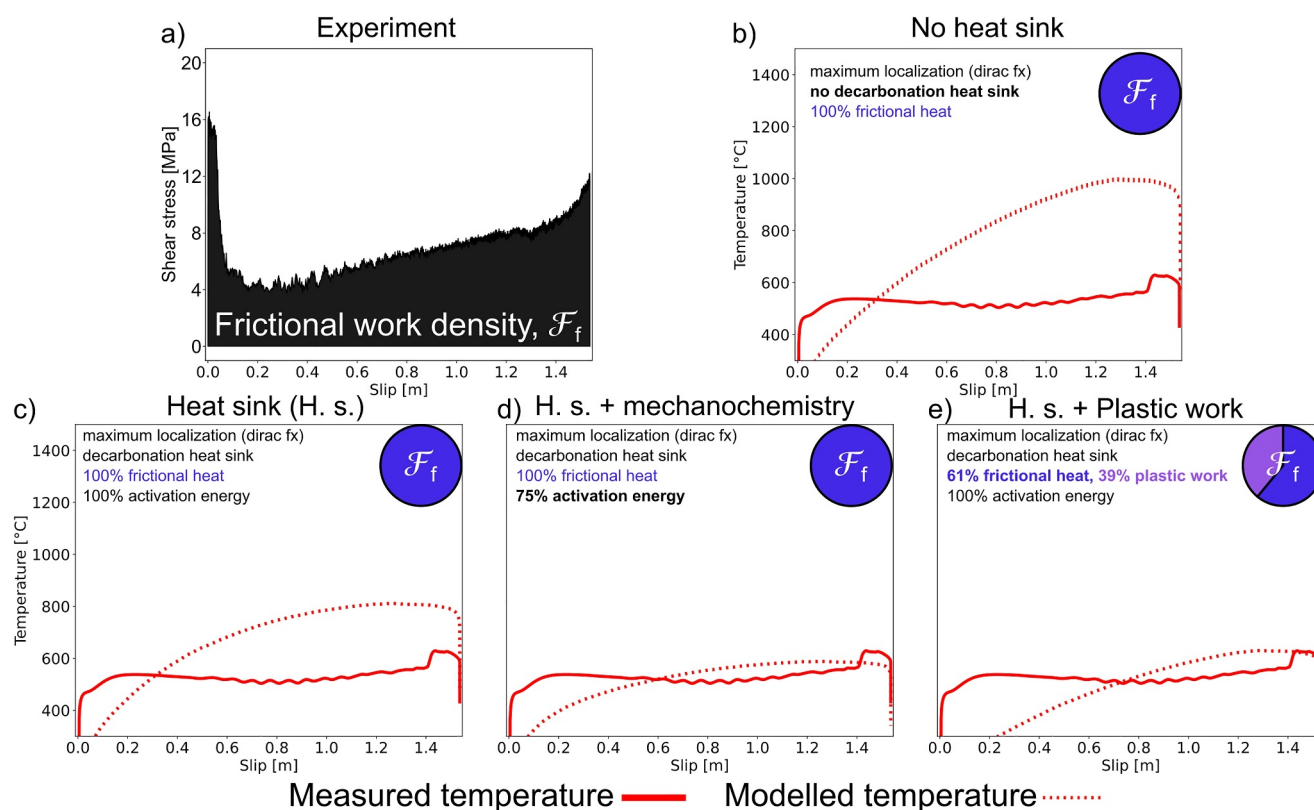 a)
Experiment
Shear stress [MPa]
20
16
12
8
4
0
Frictional work density, ℱf
0.0 0.2 0.4 0.6 0.8 1.0 1.2 1.4
Slip [m]
b)
No heat sink
maximum localization (dirac fx)
no decarbonation heat sink
100% frictional heat
ℱf
Temperature [°C]
1400
1200
1000
800
600
400
0.0 0.2 0.4 0.6 0.8 1.0 1.2 1.4
Slip [m]
c)
Heat sink (H. s.)
maximum localization (dirac fx)
decarbonation heat sink
100% frictional heat
100% activation energy
ℱf
Temperature [°C]
1400
1200
1000
800
600
400
0.0 0.2 0.4 0.6 0.8 1.0 1.2 1.4
Slip [m]
d)
H. s. + mechanochemistry
maximum localization (dirac fx)
decarbonation heat sink
100% frictional heat
75% activation energy
ℱf
0.0 0.2 0.4 0.6 0.8 1.0 1.2 1.4
Slip [m]
e)
H. s. + Plastic work
maximum localization (dirac fx)
decarbonation heat sink
61% frictional heat, 39% plastic work
100% activation energy
ℱf
0.0 0.2 0.4 0.6 0.8 1.0 1.2 1.4
Slip [m]
Measured temperature
Modelled temperature